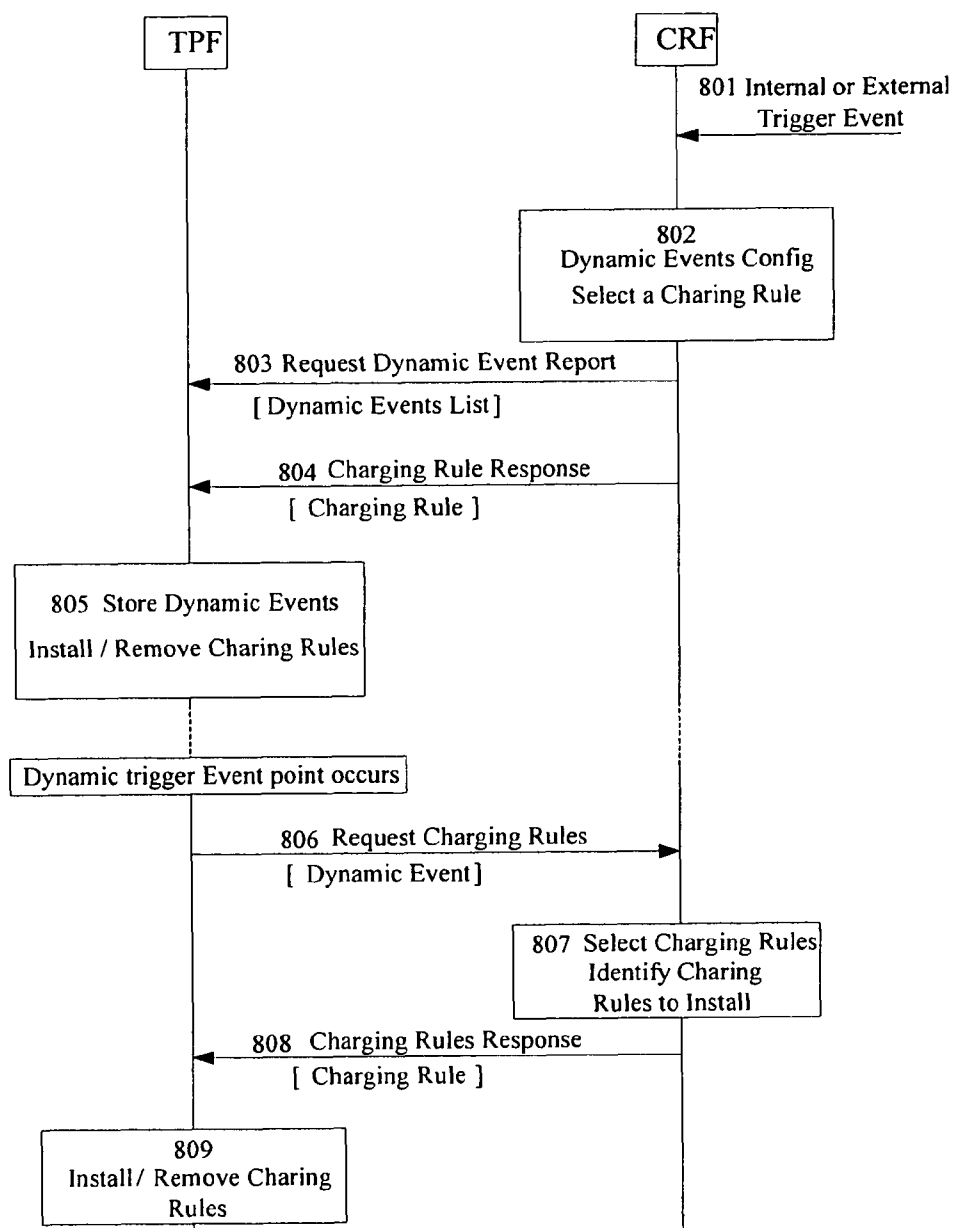 TPF
CRF
801 Internal or External
Trigger Event
802
Dynamic Events Config
Select a Charing Rule
803 Request Dynamic Event Report
[ Dynamic Events List ]
804 Charging Rule Response
[ Charging Rule ]
805 Store Dynamic Events
Install / Remove Charing Rules
Dynamic trigger Event point occurs
806 Request Charging Rules
[ Dynamic Event ]
807 Select Charging Rules
Identify Charing
Rules to Install
808 Charging Rules Response
[ Charging Rule ]
809
Install / Remove Charing
Rules